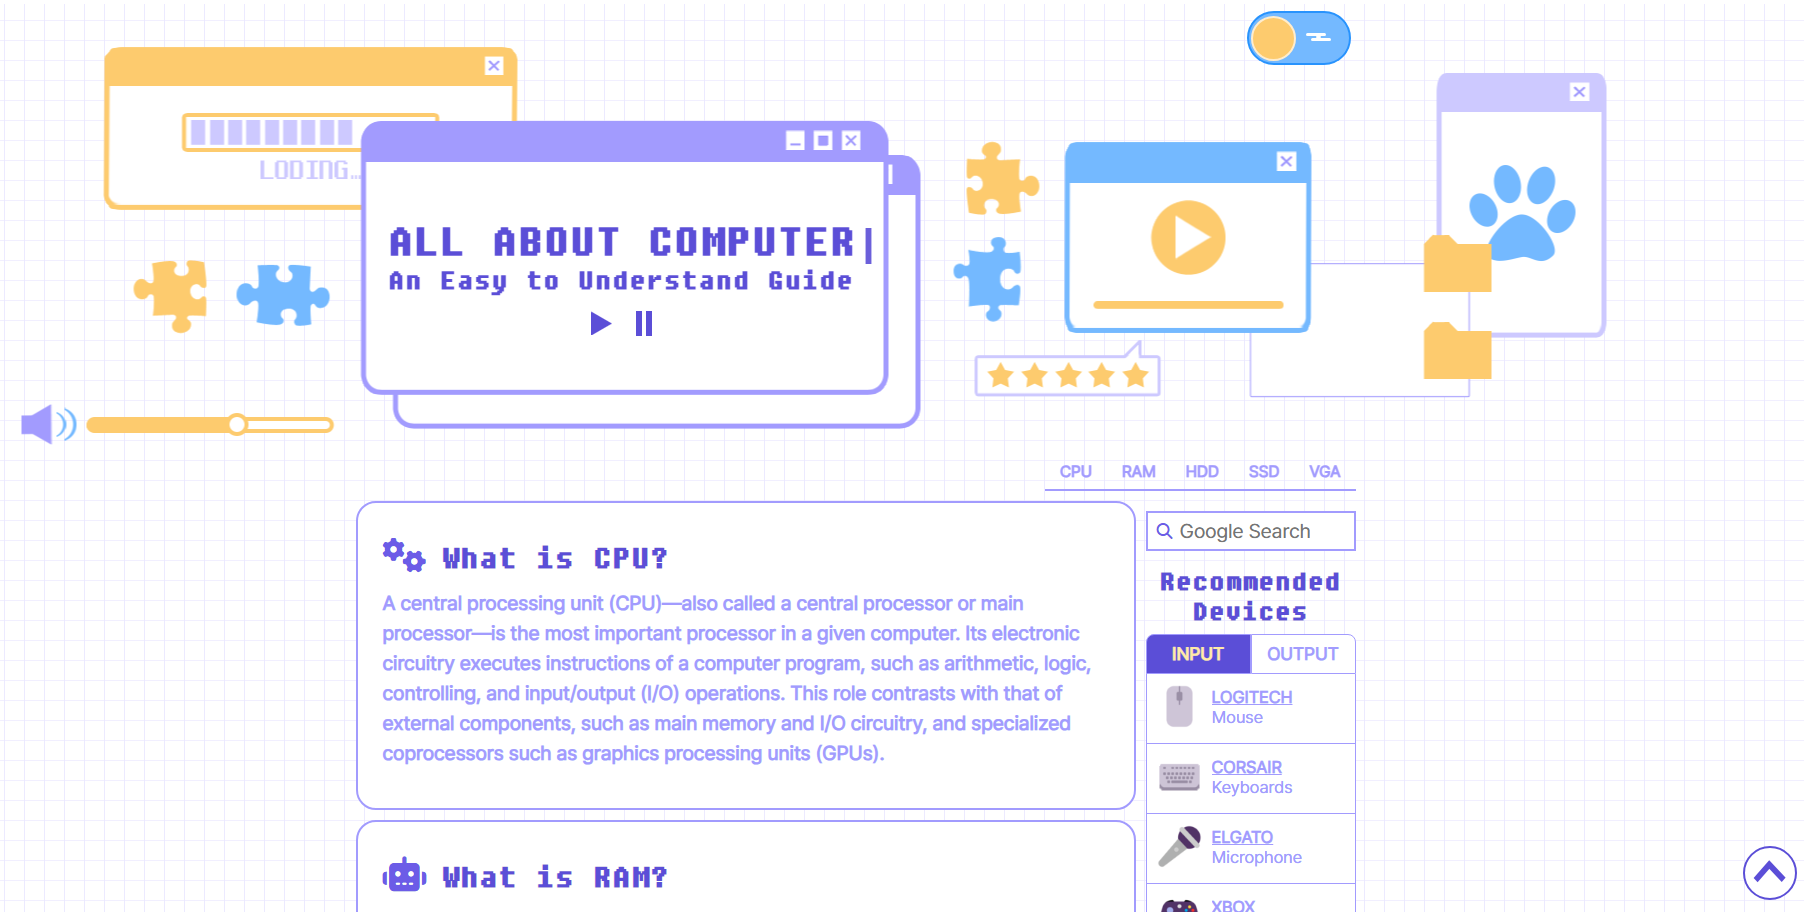 LODING...
ALL ABOUT COMPUTER|
An Easy to Understand Guide
CPU RAM HDD SSD VGA
What is CPU?
A central processing unit (CPU)—also called a central processor or main
processor—is the most important processor in a given computer. Its electronic
circuitry executes instructions of a computer program, such as arithmetic, logic,
controlling, and input/output (I/O) operations. This role contrasts with that of
external components, such as main memory and I/O circuitry, and specialized
coprocessors such as graphics processing units (GPUs).
What is RAM?
Google Search
Recommended
Devices
INPUT OUTPUT
LOGITECH
Mouse
CORSAIR
Keyboards
ELGATO
Microphone
XBOX